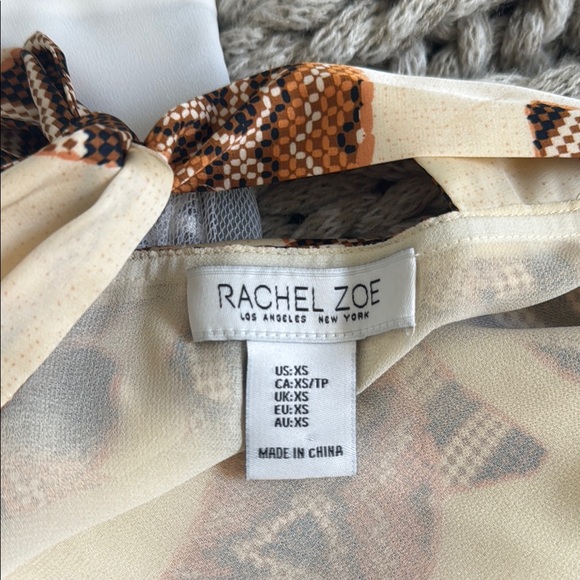 RACHEL ZOE
LOS ANGELES NEW YORK
US:XS
CA:XS/TP
UK:XS
EU:XS
AU:XS
MADE IN CHINA